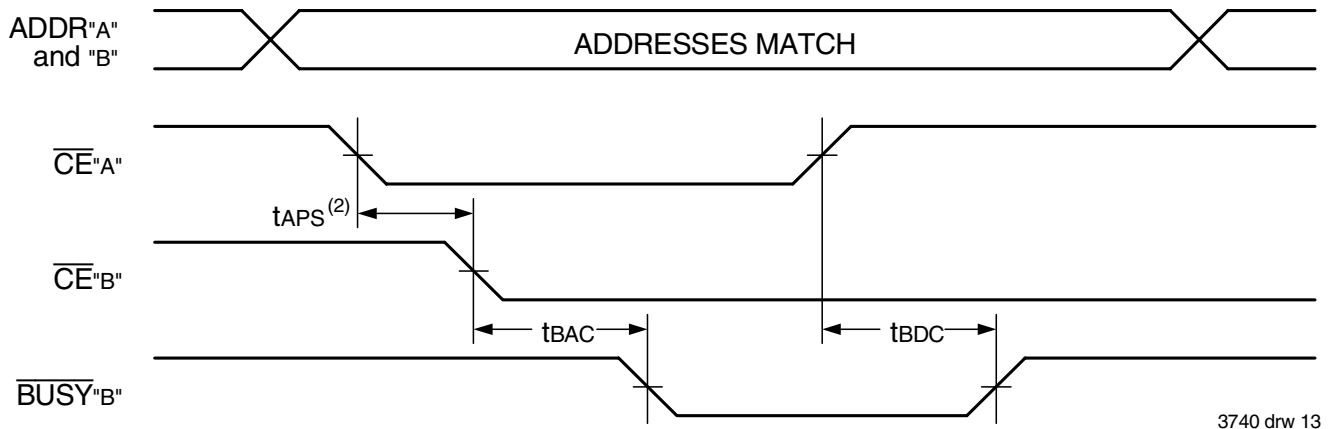 ADDR"A"
and "B"
ADDRESSES MATCH
CE"A"
tAPS(2)
CE"B"
tBAC
tBDC
BUSY"B"
3740 drw 13